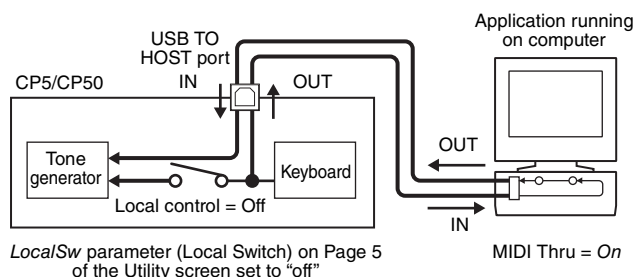 Application running
on computer
USB TO
HOST port
IN
OUT
CP5/CP50
Tone
generator
Keyboard
Local control = Off
OUT
IN
LocalSw parameter (Local Switch) on Page 5
of the Utility screen set to “off”
MIDI Thru = On